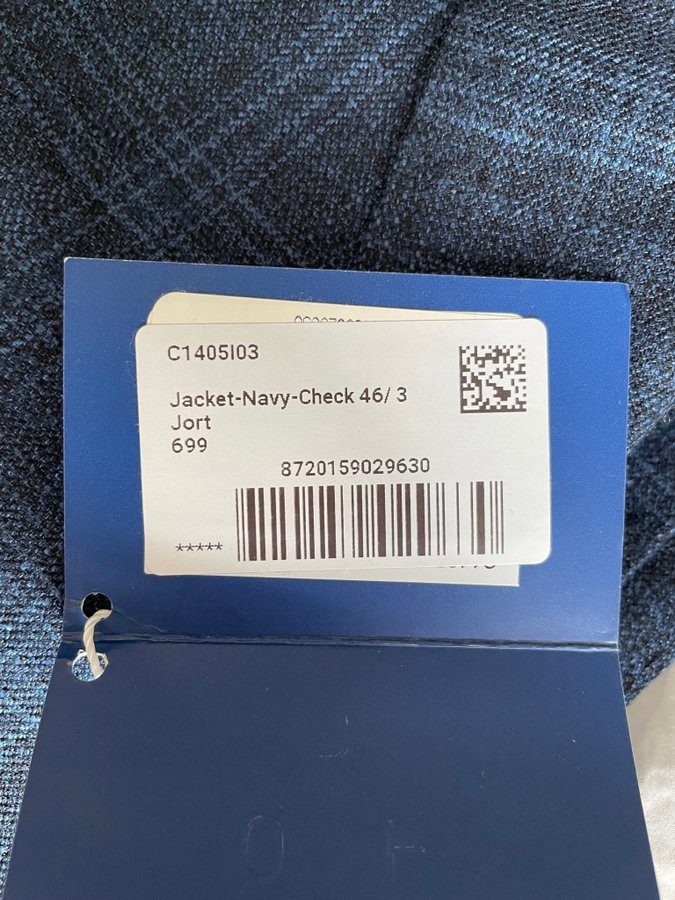 C1405I03
Jacket-Navy-Check 46/ 3
Jort
699
8720159029630
*****